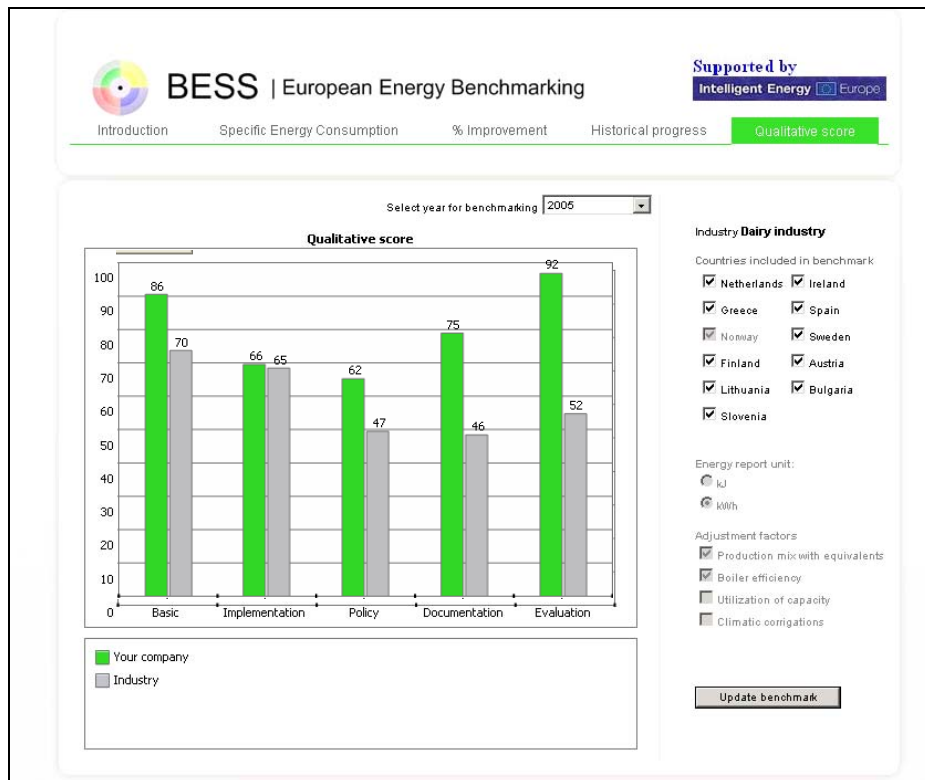 BESS | European Energy Benchmarking
Supported by
Intelligent Energy Europe
Introduction Specific Energy Consumption % Improvement Historical progress Qualitative score
Select year for benchmarking 2005
Qualitative score
100
90
80
70
60
50
40
30
20
10
0
86
70
66
65
62
47
75
46
92
52
Basic Implementation Policy Documentation Evaluation
Your company
Industry
Industry Dairy industry
Countries included in benchmark
Netherlands Ireland
Greece Spain
Norway Sweden
Finland Austria
Lithuania Bulgaria
Slovenia
Energy report unit:
kJ
kWh
Adjustment factors
Production mix with equivalents
Boiler efficiency
Utilization of capacity
Climatic corrigations
Update benchmark